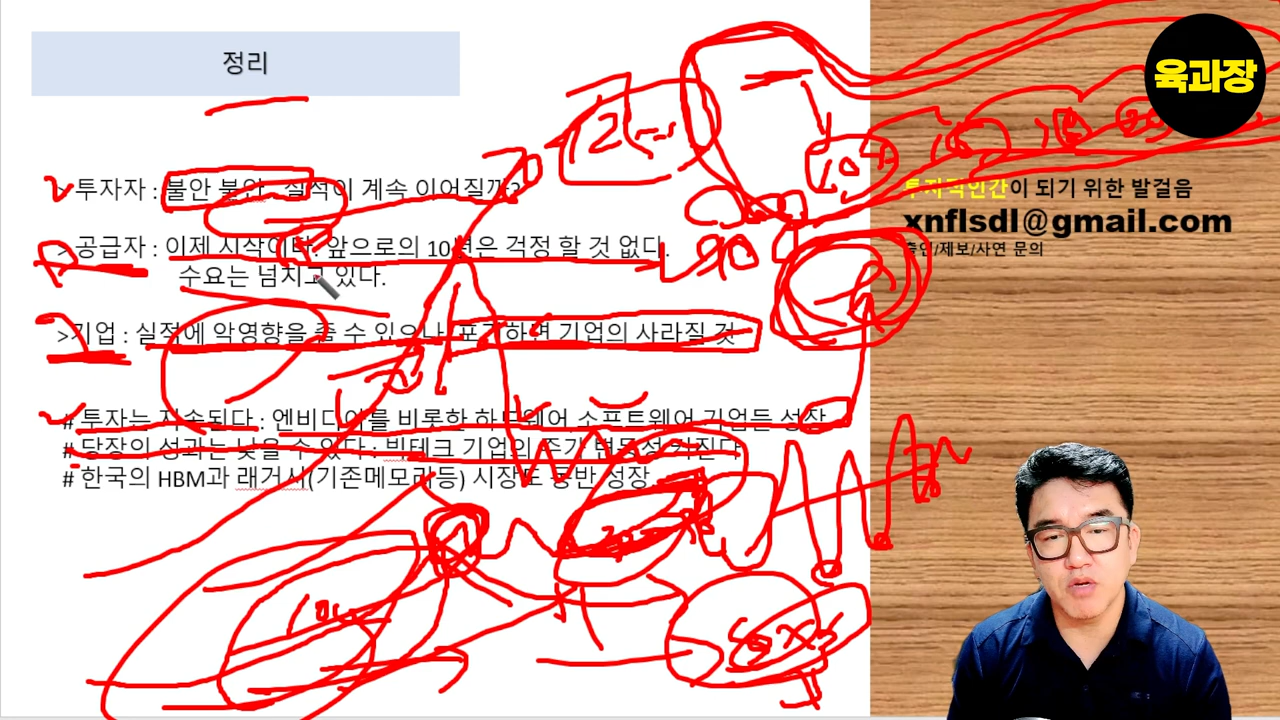 정리
>투자자 : 불안 불안. 실적이 계속 이어질까?
>공급자 : 이제 시작이다. 앞으로의 10년은 걱정 할 것 없다.
수요는 넘치고 있다.
>기업 : 실적에 악영향을 줄 수 있으나 포기하면 기업의 사라질 것
# 투자는 지속된다 : 엔비디아를 비롯한 하드웨어, 소프트웨어 기업든 성장
# 당장의 성과는 낮을 수 있다 : 빅테크 기업의 주가 변동성 커진다
# 한국의 HBM과 래거시(기존메모리등) 시장도 동반 성장.
육과장
투자적인간이 되기 위한 발걸음
xnflsdl@gmail.com
출연/제보/사연 문의